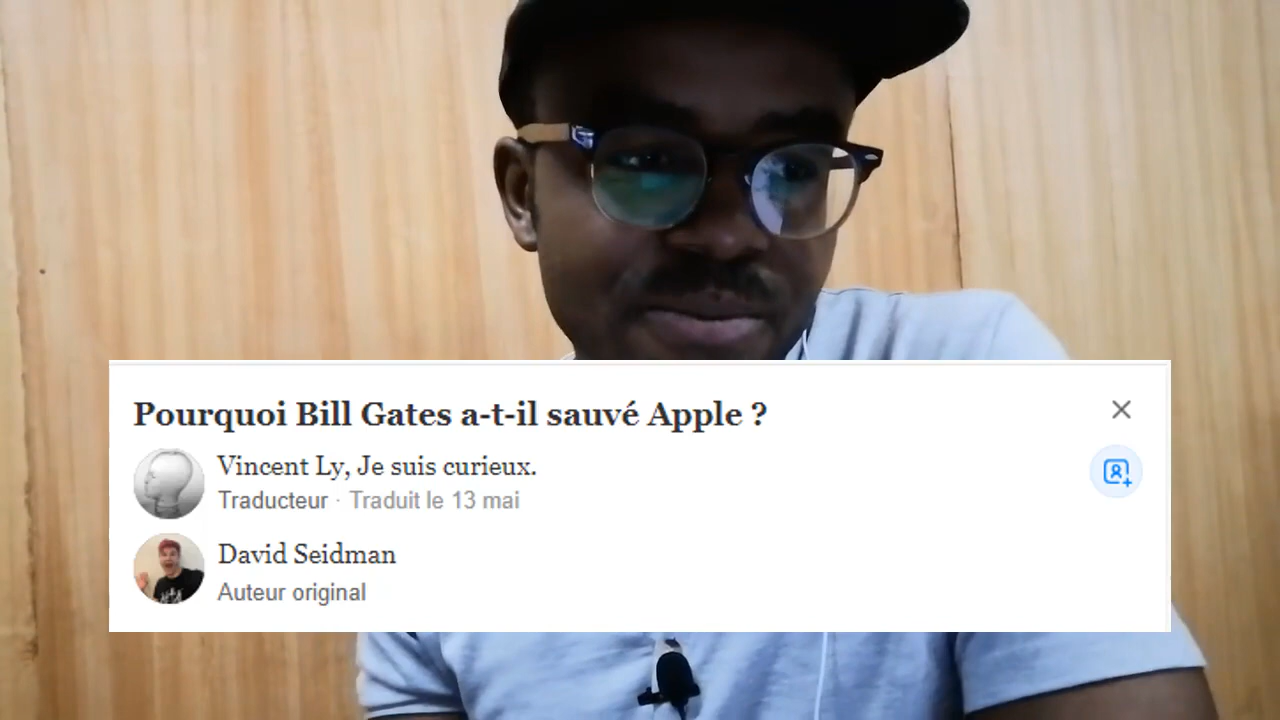 Pourquoi Bill Gates a-t-il sauvé Apple ?
Vincent Ly, Je suis curieux.
Traducteur · Traduit le 13 mai
David Seidman
Auteur original